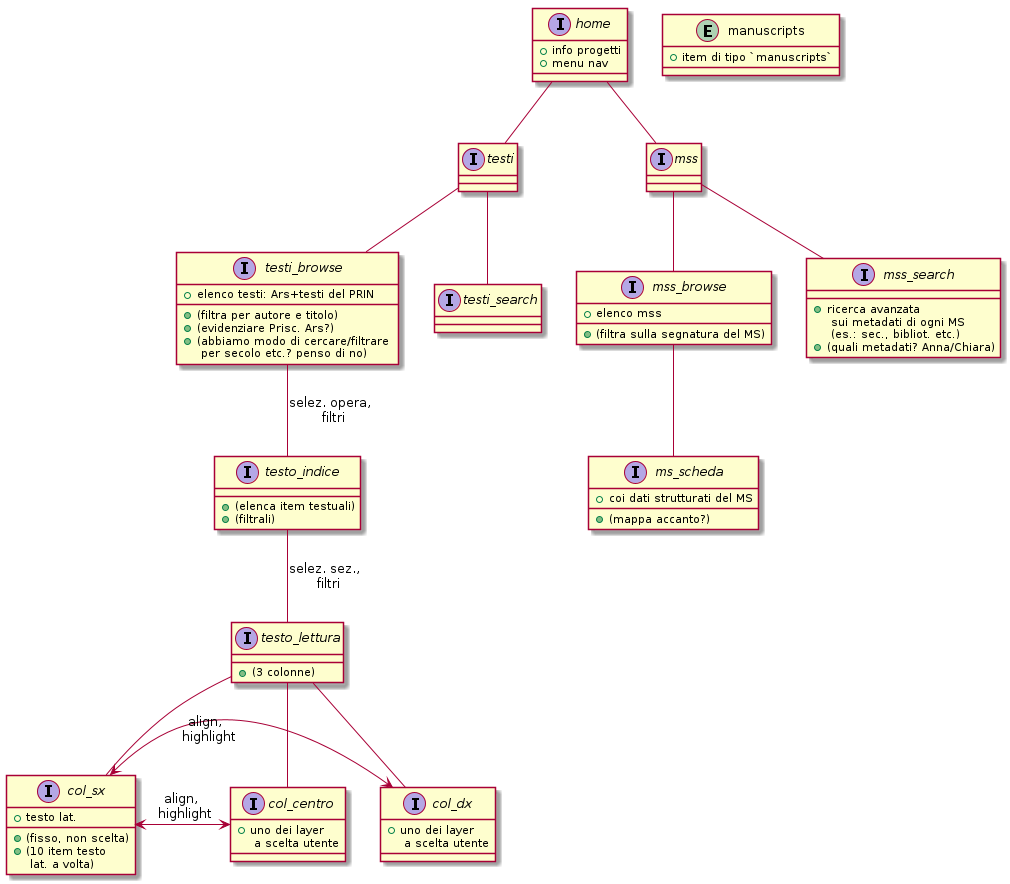 I home
info progetti
menu nav
E manuscripts
item di tipo `manuscripts`
I testi
I mss
I testi_browse
elenco testi: Ars+testi del PRIN
(filtra per autore e titolo)
(evidenziare Prisc. Ars?)
(abbiamo modo di cercare/filtrare
per secolo etc.? penso di no)
I testi_search
I mss_browse
elenco mss
(filtra sulla segnatura del MS)
I mss_search
ricerca avanzata
sui metadati di ogni MS
(es.: sec., bibliot. etc.)
(quali metadati? Anna/Chiara)
selez. opera,
filtri
I testo_indice
(elenca item testuali)
(filtrali)
I ms_scheda
coi dati strutturati del MS
(mappa accanto?)
selez. sez.,
filtri
I testo_lettura
(3 colonne)
align,
highlight
I col_sx
testo lat.
(fisso, non scelta)
(10 item testo
lat. a volta)
align,
highlight
I col_centro
uno dei layer
a scelta utente
I col_dx
uno dei layer
a scelta utente